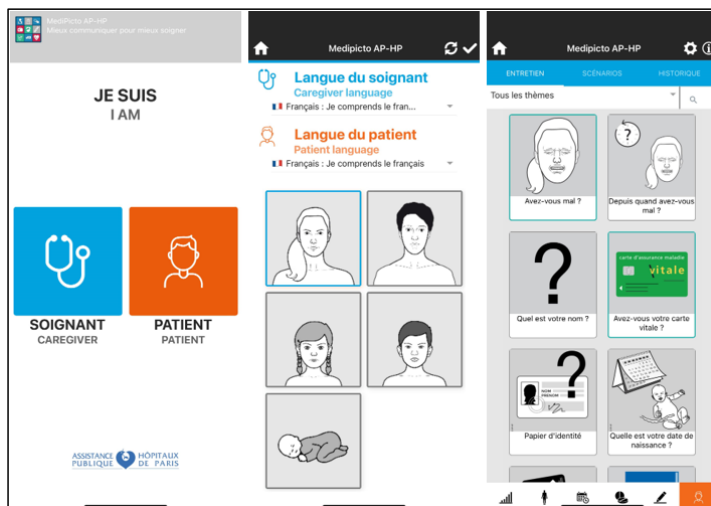 MediPicto AP-HP
Mieux communiquer pour mieux soigner
JE SUIS
I AM
SOIGNANT
CAREGIVER
PATIENT
PATIENT
ASSISTANCE HÔPITAUX
PUBLIQUE DE PARIS
Medipicto AP-HP
Langue du soignant
Caregiver language
Français : Je comprends le fran...
Langue du patient
Patient language
Français : Je comprends le français
Medipicto AP-HP
ENTRETIEN SCÉNARIOS HISTORIQUE
Tous les thèmes
?
Avez-vous mal ?
Depuis quand avez-vous
mal ?
?
carte d'assurance maladie
vitale
Quel est votre nom ?
Avez-vous votre carte
vitale ?
?
NOM
PRÉNOM
Papier d'identité
Quelle est votre date de
naissance ?